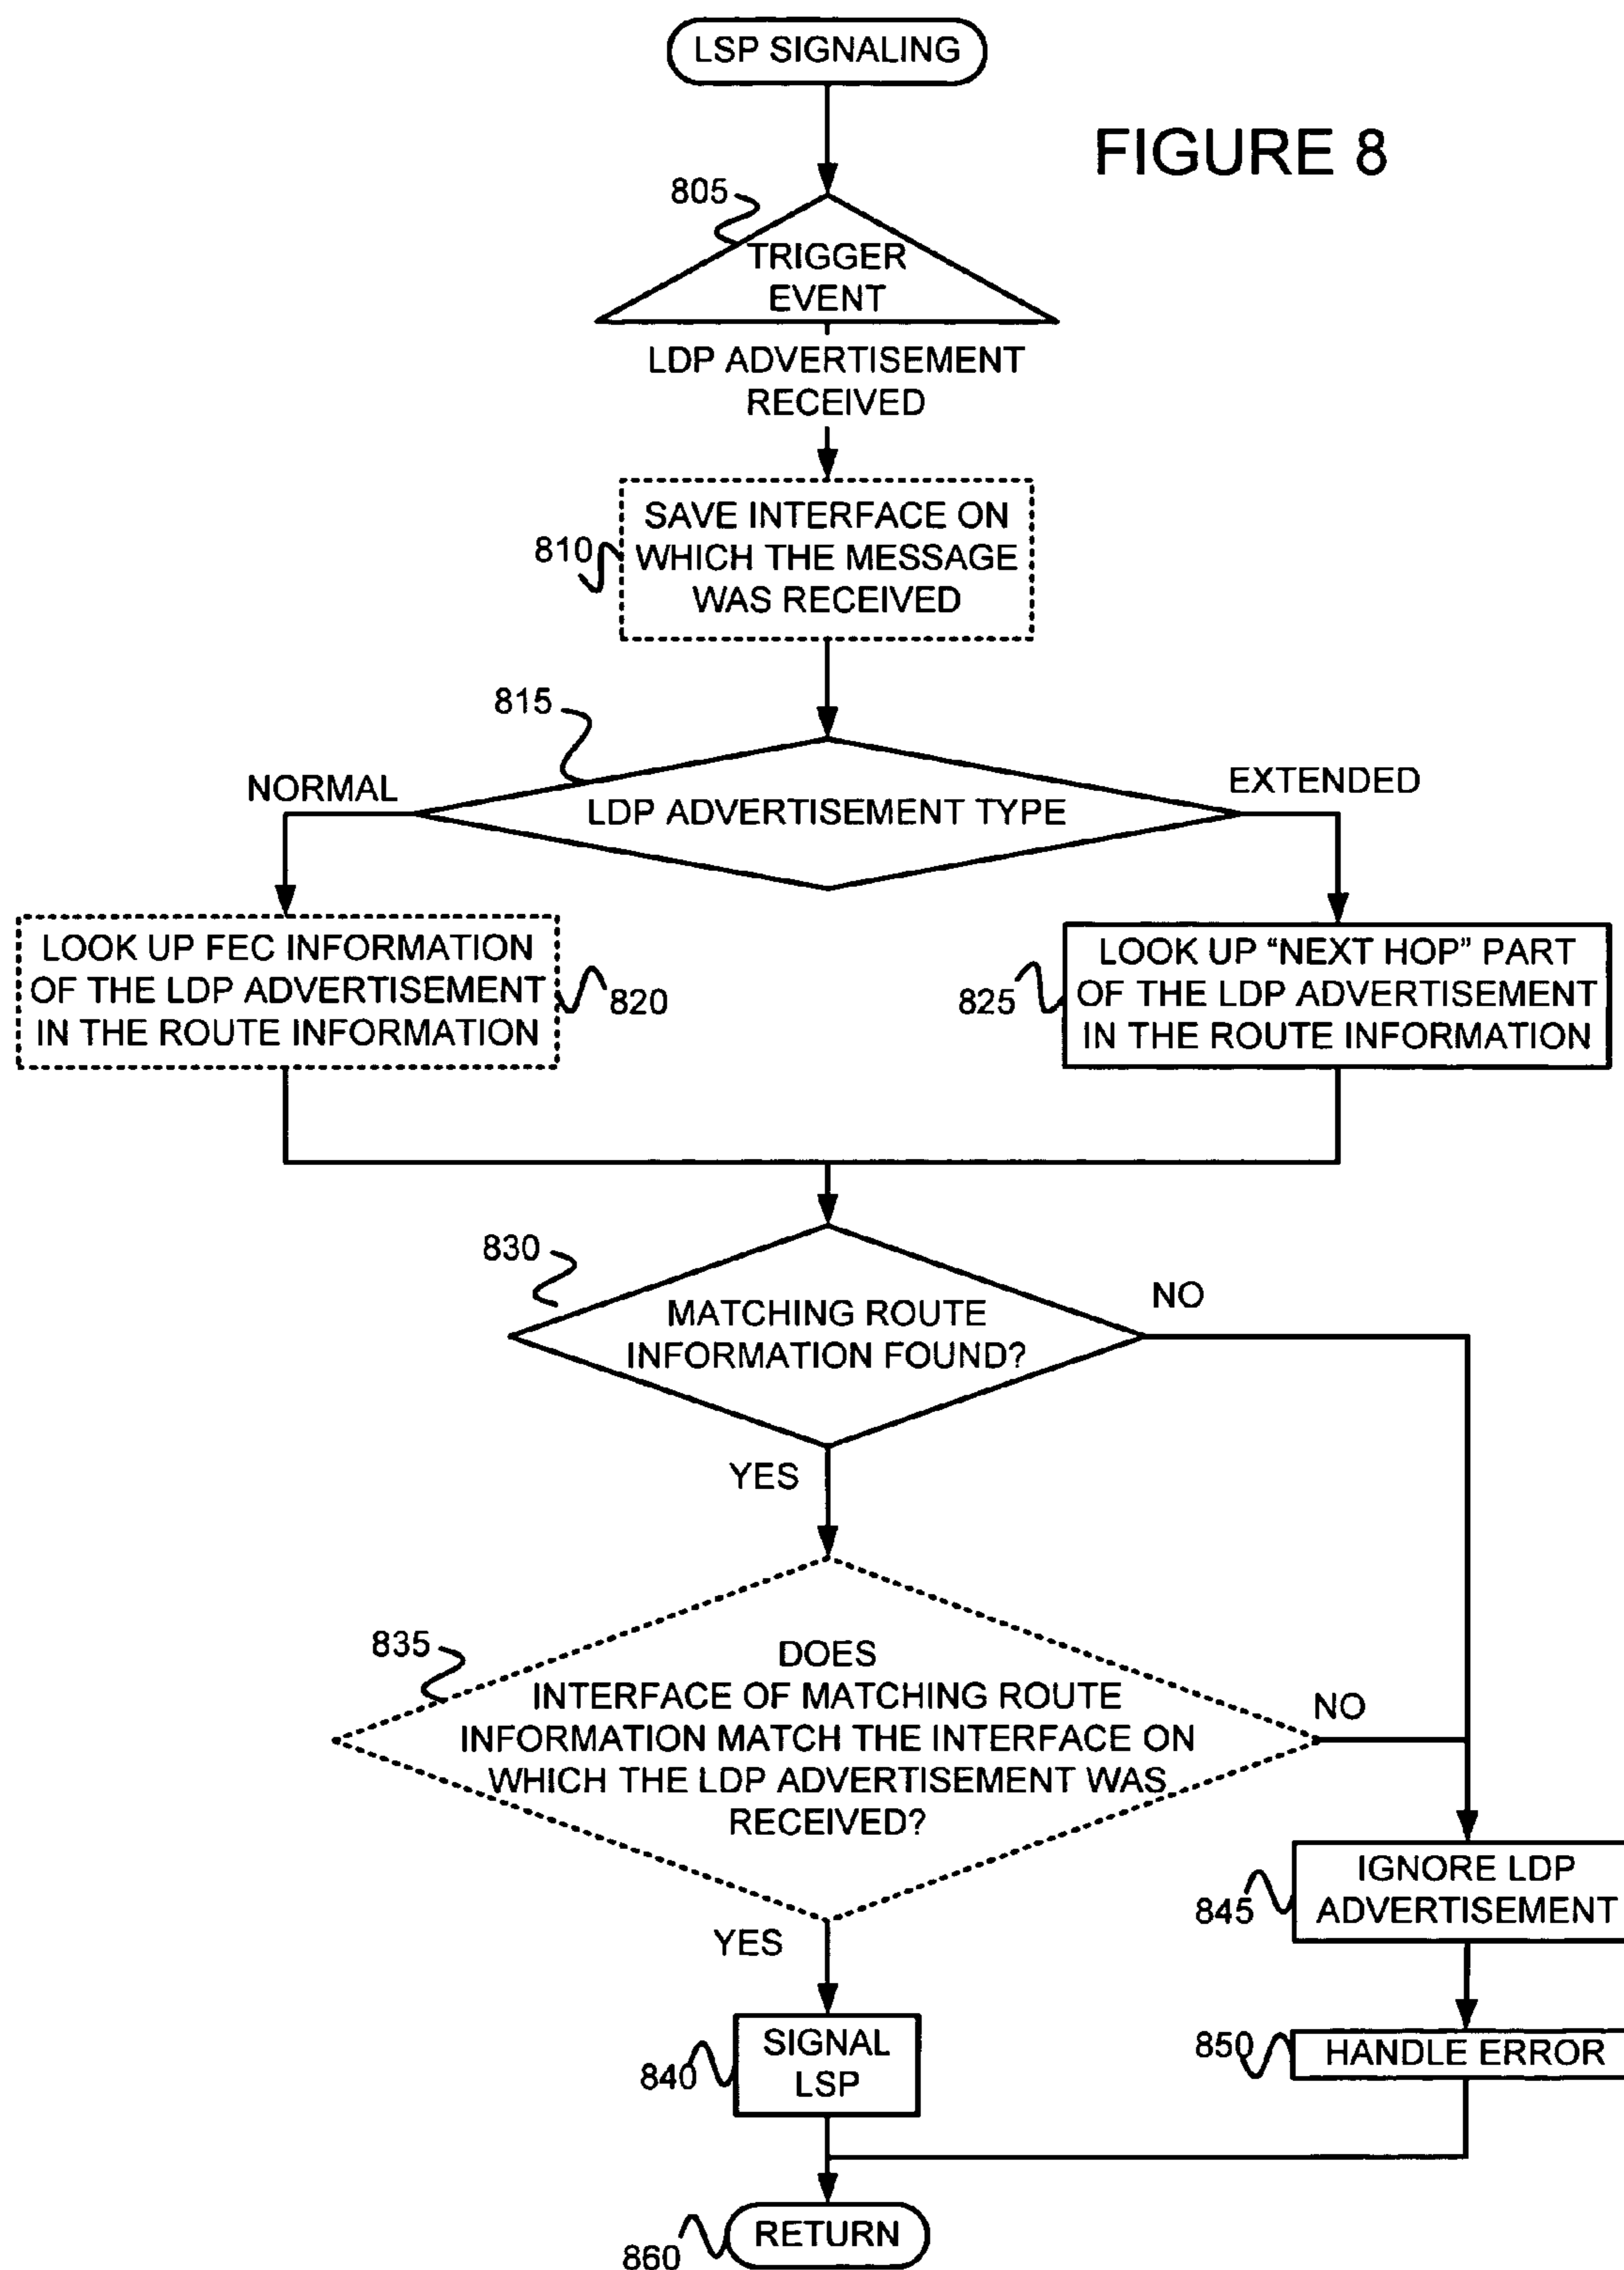 LSP SIGNALING
FIGURE 8
805
TRIGGER
EVENT
LDP ADVERTISEMENT
RECEIVED
810
SAVE INTERFACE ON
WHICH THE MESSAGE
WAS RECEIVED
815
NORMAL
LDP ADVERTISEMENT TYPE
EXTENDED
LOOK UP FEC INFORMATION
OF THE LDP ADVERTISEMENT
IN THE ROUTE INFORMATION
820
825
LOOK UP “NEXT HOP” PART
OF THE LDP ADVERTISEMENT
IN THE ROUTE INFORMATION
830
MATCHING ROUTE
INFORMATION FOUND?
NO
YES
835
DOES
INTERFACE OF MATCHING ROUTE
INFORMATION MATCH THE INTERFACE ON
WHICH THE LDP ADVERTISEMENT WAS
RECEIVED?
NO
YES
845
IGNORE LDP
ADVERTISEMENT
840
SIGNAL
LSP
850
HANDLE ERROR
860
RETURN